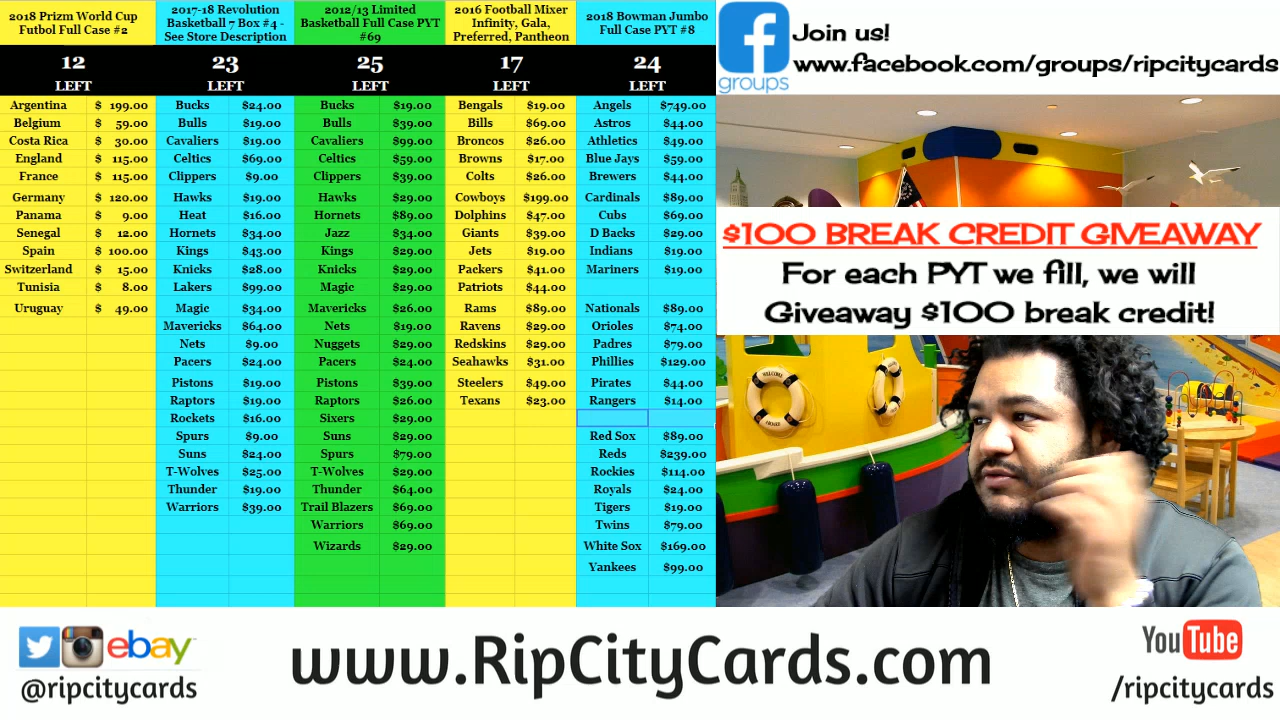 2018 Prizm World Cup
Futbol Full Case #2
12
LEFT
Argentina $ 199.00
Belgium $ 59.00
Costa Rica $ 30.00
England $ 115.00
France $ 115.00
Germany $ 120.00
Panama $ 9.00
Senegal $ 12.00
Spain $ 100.00
Switzerland $ 15.00
Tunisia $ 8.00
Uruguay $ 49.00
2017-18 Revolution
Basketball 7 Box #4 -
See Store Description
23
LEFT
Bucks $24.00
Bulls $19.00
Cavaliers $19.00
Celtics $69.00
Clippers $9.00
Hawks $19.00
Heat $16.00
Hornets $34.00
Kings $43.00
Knicks $28.00
Lakers $99.00
Magic $34.00
Mavericks $64.00
Nets $9.00
Pacers $24.00
Pistons $19.00
Raptors $19.00
Rockets $16.00
Spurs $9.00
Suns $24.00
T-Wolves $25.00
Thunder $19.00
Warriors $39.00
2012/13 Limited
Basketball Full Case PYT
#69
25
LEFT
Bucks $19.00
Bulls $39.00
Cavaliers $99.00
Celtics $59.00
Clippers $39.00
Hawks $29.00
Hornets $89.00
Jazz $34.00
Kings $29.00
Knicks $29.00
Magic $29.00
Mavericks $26.00
Nets $19.00
Nuggets $29.00
Pacers $24.00
Pistons $39.00
Raptors $26.00
Sixers $29.00
Suns $29.00
Spurs $79.00
T-Wolves $29.00
Thunder $64.00
Trail Blazers $69.00
Warriors $69.00
Wizards $29.00
2016 Football Mixer
Infinity, Gala,
Preferred, Pantheon
17
LEFT
Bengals $19.00
Bills $69.00
Broncos $26.00
Browns $17.00
Colts $26.00
Cowboys $199.00
Dolphins $47.00
Giants $39.00
Jets $19.00
Packers $41.00
Patriots $44.00
Rams $89.00
Ravens $29.00
Redskins $29.00
Seahawks $31.00
Steelers $49.00
Texans $23.00
2018 Bowman Jumbo
Full Case PYT #8
24
LEFT
Angels $749.00
Astros $44.00
Athletics $49.00
Blue Jays $59.00
Brewers $44.00
Cardinals $89.00
Cubs $69.00
D Backs $29.00
Indians $19.00
Mariners $19.00
Nationals $89.00
Orioles $74.00
Padres $79.00
Phillies $129.00
Pirates $44.00
Rangers $14.00
Red Sox $89.00
Reds $239.00
Rockies $114.00
Royals $24.00
Tigers $19.00
Twins $79.00
White Sox $169.00
Yankees $99.00
groups
Join us!
www.facebook.com/groups/ripcitycards
$100 BREAK CREDIT GIVEAWAY
For each PYT we fill, we will
Giveaway $100 break credit!
WELCOME
ABOARD
ebay
@ripcitycards
www.RipCityCards.com
YouTube
/ripcitycards